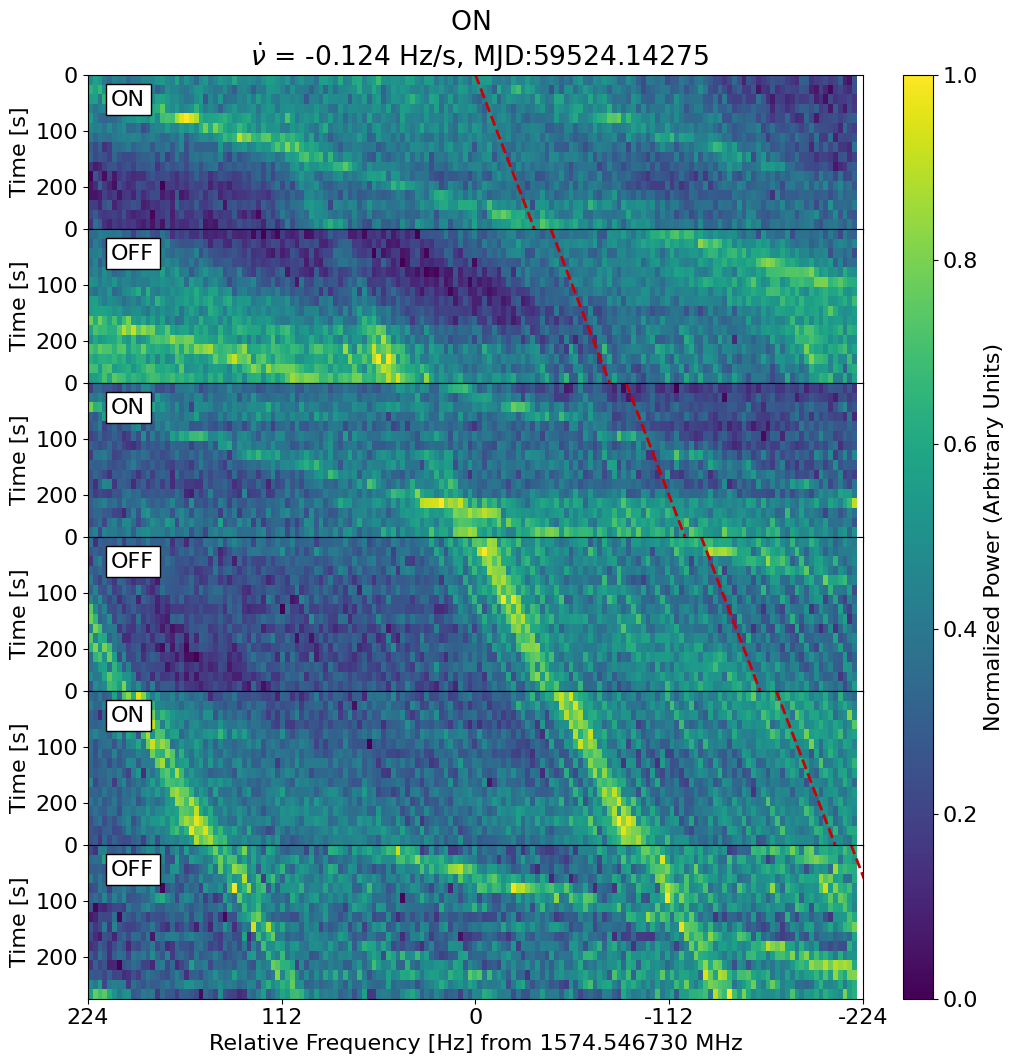 ON
ν̇ = -0.124 Hz/s, MJD:59524.14275
0
ON
100
Time [s]
200
0
OFF
100
Time [s]
200
0
ON
100
Time [s]
200
0
OFF
100
Time [s]
200
0
ON
100
Time [s]
200
0
OFF
100
Time [s]
200
224 112 0 -112 -224
Relative Frequency [Hz] from 1574.546730 MHz
1.0
0.8
0.6
0.4
0.2
0.0
Normalized Power (Arbitrary Units)